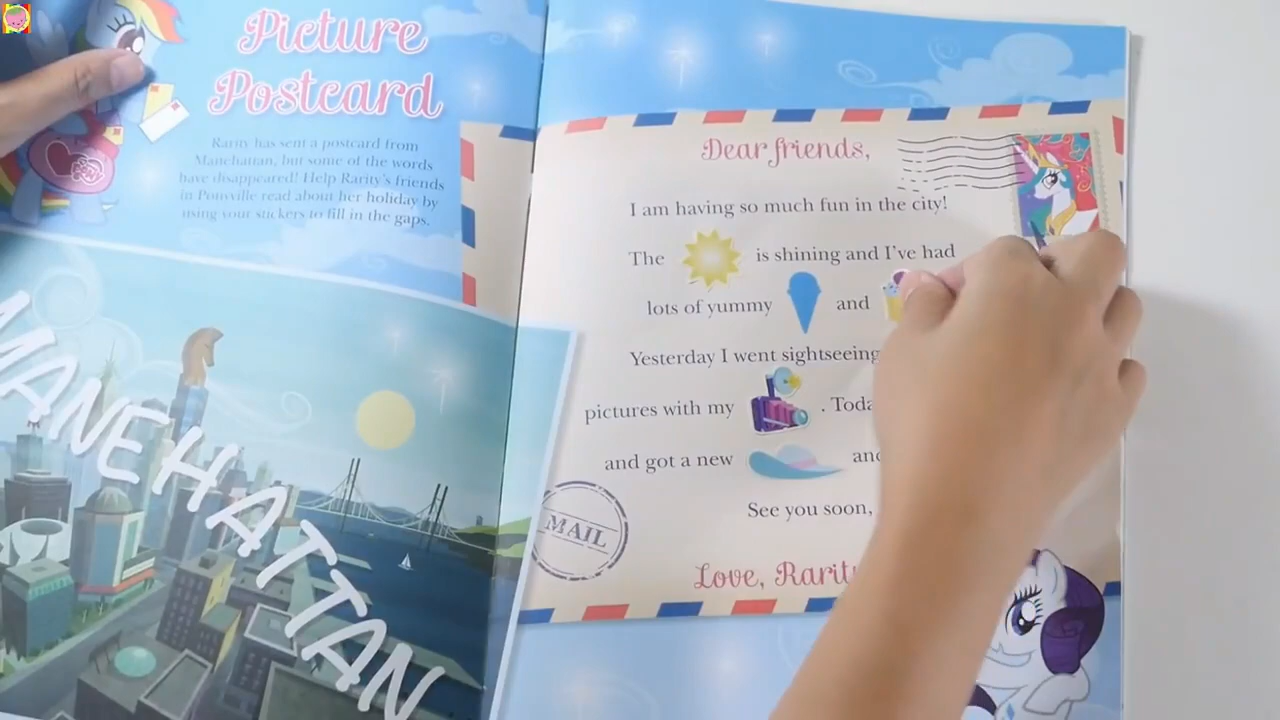 Picture
Postcard
Rarity has sent a postcard from
Manehattan, but some of the words
have disappeared! Help Rarity's friends
in Ponyville read about her holiday by
using your stickers to fill in the gaps.
MANEHATTAN
Dear friends,
I am having so much fun in the city!
The is shining and I've had
lots of yummy and
Yesterday I went sightseeing
pictures with my . Toda
and got a new and
See you soon,
Love, Rarity
MAIL